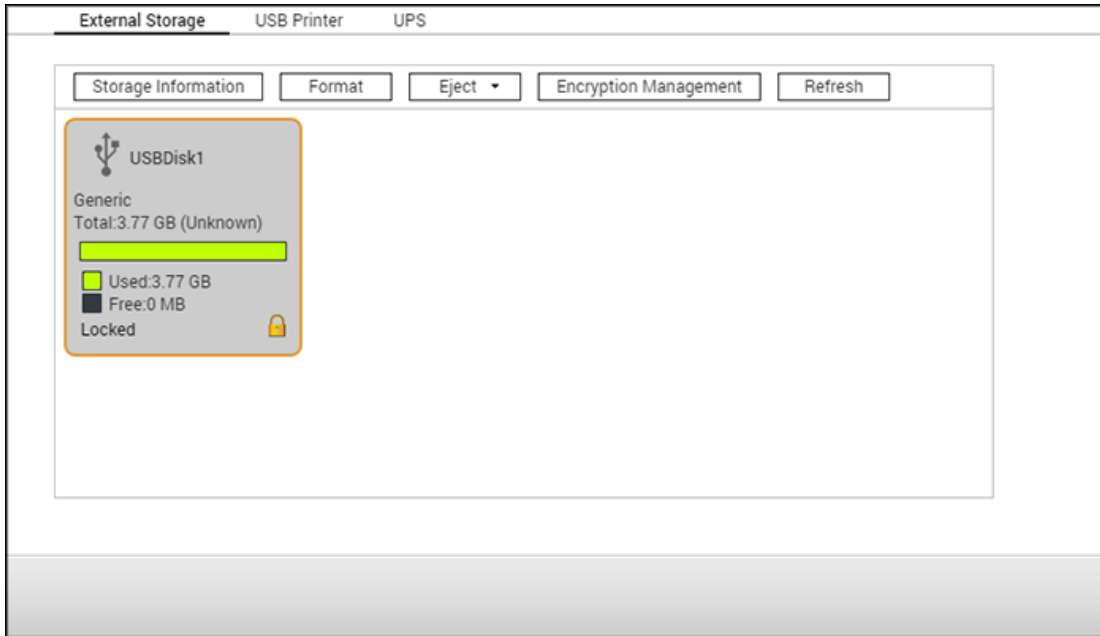 External Storage USB Printer UPS
Storage Information Format Eject Encryption Management Refresh
USBDisk1
Generic
Total:3.77 GB (Unknown)
Used:3.77 GB
Free:0 MB
Locked